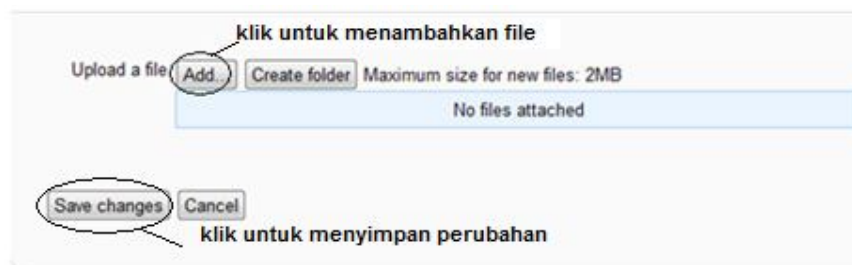 klik untuk menambahkan file
Upload a file Add... Create folder Maximum size for new files: 2MB
No files attached
Save changes Cancel
klik untuk menyimpan perubahan